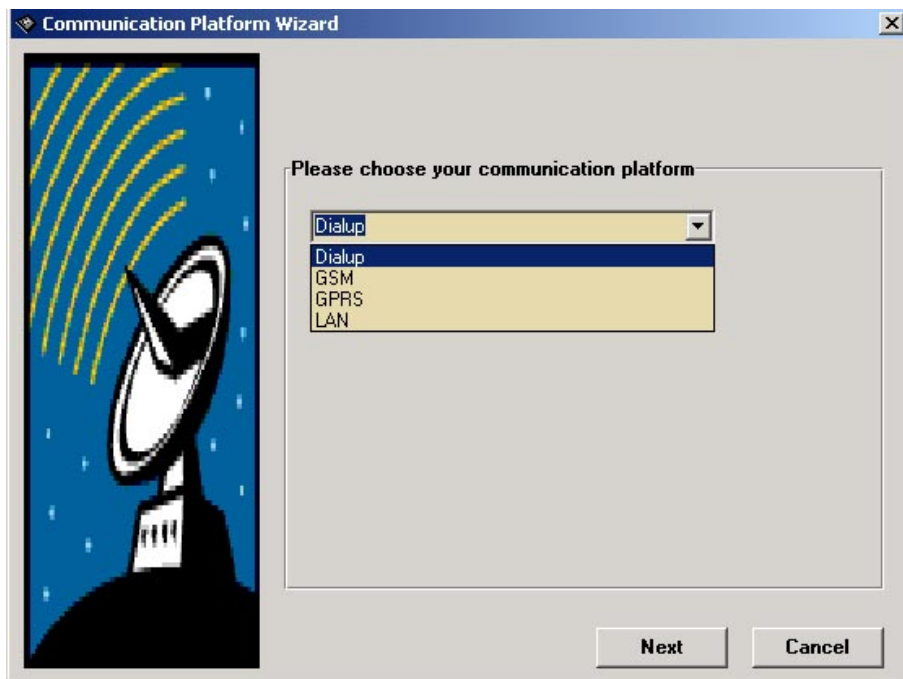 Communication Platform Wizard
Please choose your communication platform
Dialup
Dialup
GSM
GPRS
LAN
Next
Cancel